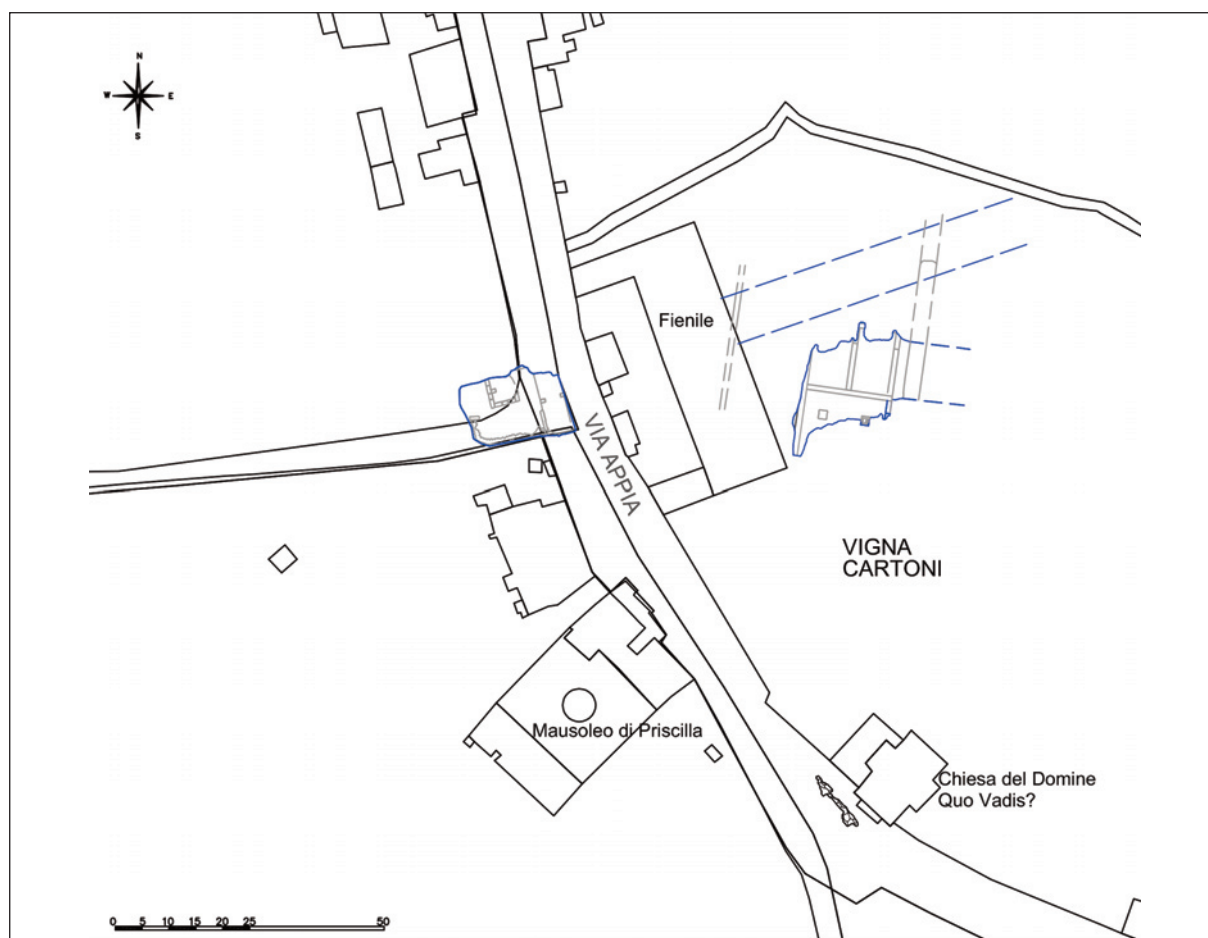 N
W E
S
Fienile
VIA APPIA
VIGNA
CARTONI
Mausoleo di Priscilla
Chiesa del Domine
Quo Vadis?
0 5 10 15 20 25 50